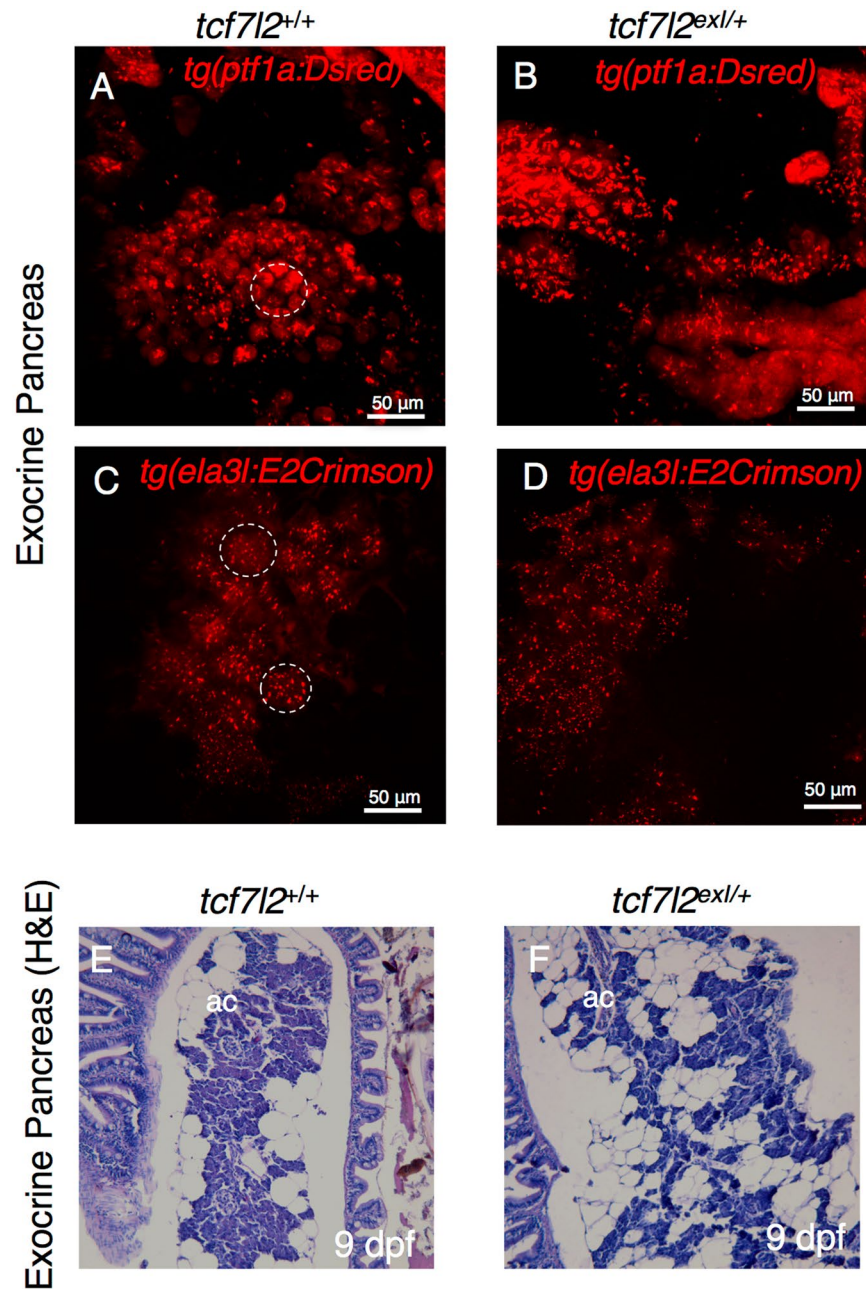 tcf7l2+/+
tcf7l2exl/+
Exocrine Pancreas
A
tg(ptf1a:Dsred)
50 µm
B
tg(ptf1a:Dsred)
50 µm
C
tg(ela3l:E2Crimson)
50 µm
D
tg(ela3l:E2Crimson)
50 µm
Exocrine Pancreas (H&E)
tcf7l2+/+
tcf7l2exl/+
E
ac
9 dpf
F
ac
9 dpf